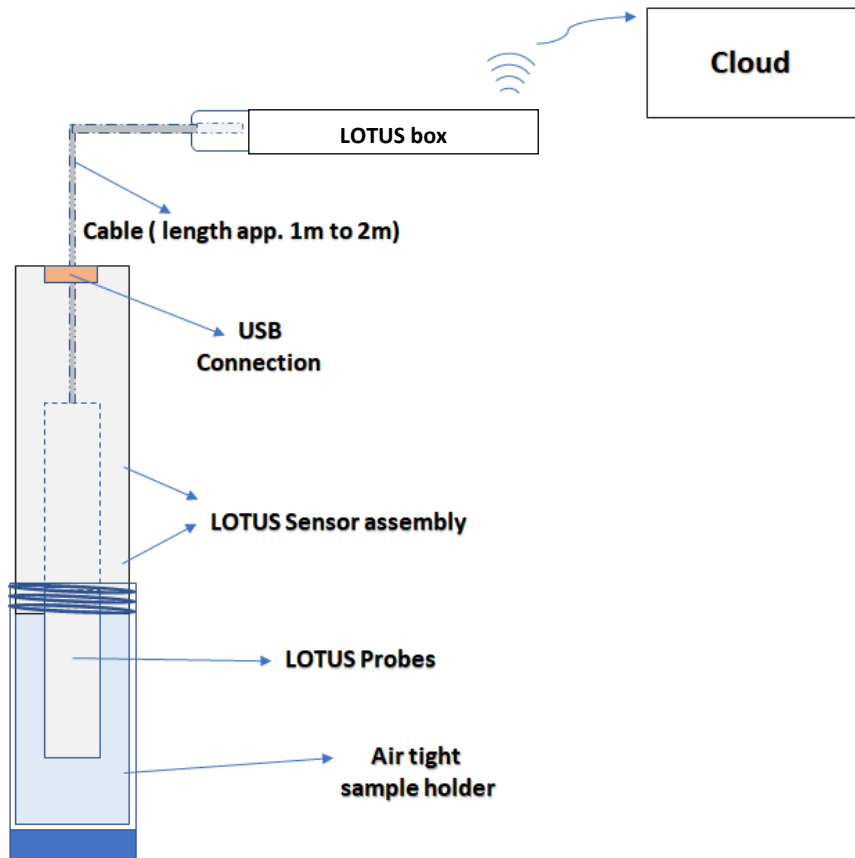 Cloud
LOTUS box
Cable ( length app. 1m to 2m)
USB
Connection
LOTUS Sensor assembly
LOTUS Probes
Air tight
sample holder